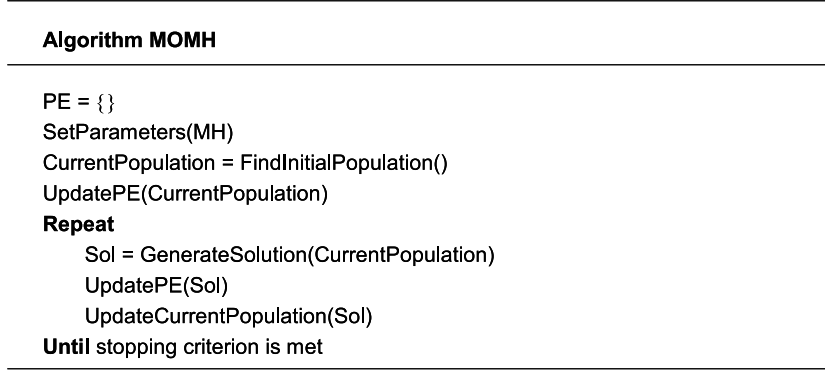 Algorithm MOMH
PE = {}
SetParameters(MH)
CurrentPopulation = FindInitialPopulation()
UpdatePE(CurrentPopulation)
Repeat
Sol = GenerateSolution(CurrentPopulation)
UpdatePE(Sol)
UpdateCurrentPopulation(Sol)
Until stopping criterion is met